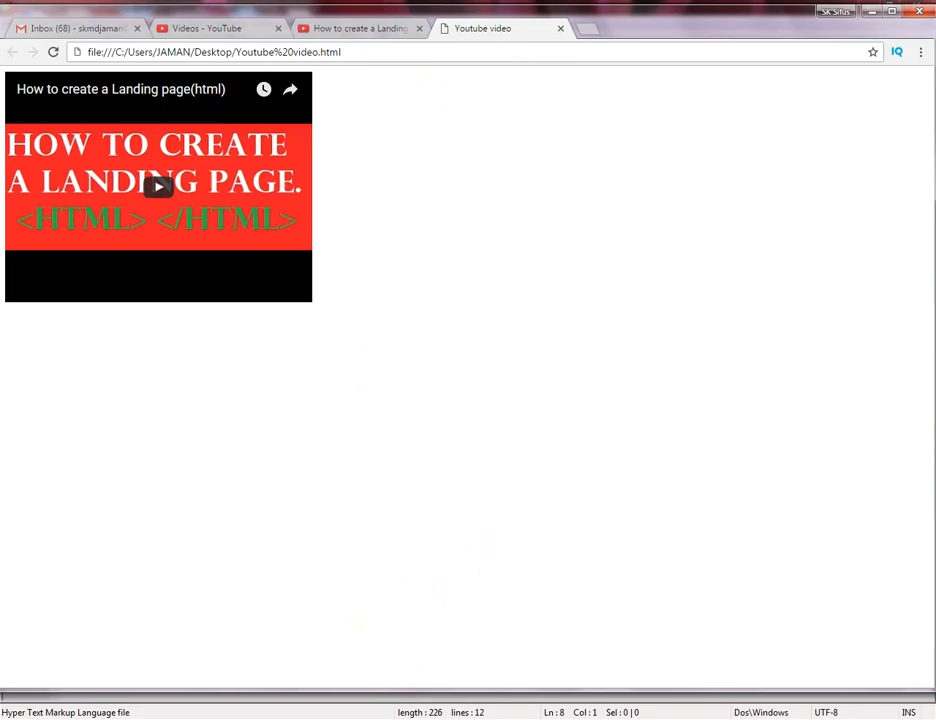 SK Sifus
Inbox (68) - skmdjaman
Videos - YouTube
How to create a Landing
Youtube video
file:///C:/Users/JAMAN/Desktop/Youtube%20video.html
IQ
How to create a Landing page(html)
HOW TO CREATE
A LANDING PAGE.
<HTML> </HTML>
Hyper Text Markup Language file
length : 226 lines : 12
Ln : 8 Col : 1 Sel : 0 | 0
Dos\Windows
UTF-8
INS